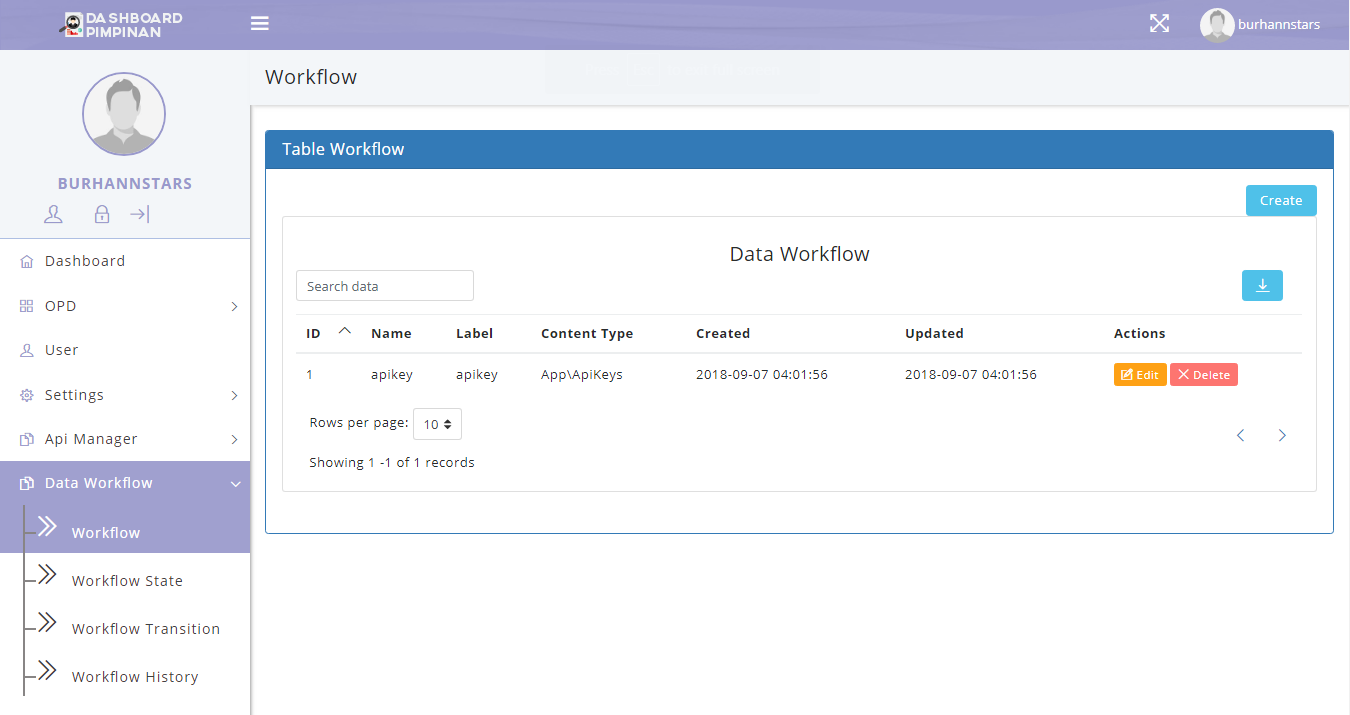 DASHBOARD
PIMPINAN
burhannstars
BURHANNSTARS
Dashboard
OPD
User
Settings
Api Manager
Data Workflow
Workflow
Workflow State
Workflow Transition
Workflow History
Workflow
Table Workflow
Create
Data Workflow
Search data
ID Name Label Content Type Created Updated Actions
1 apikey apikey App\ApiKeys 2018-09-07 04:01:56 2018-09-07 04:01:56 Edit Delete
Rows per page: 10
Showing 1 -1 of 1 records